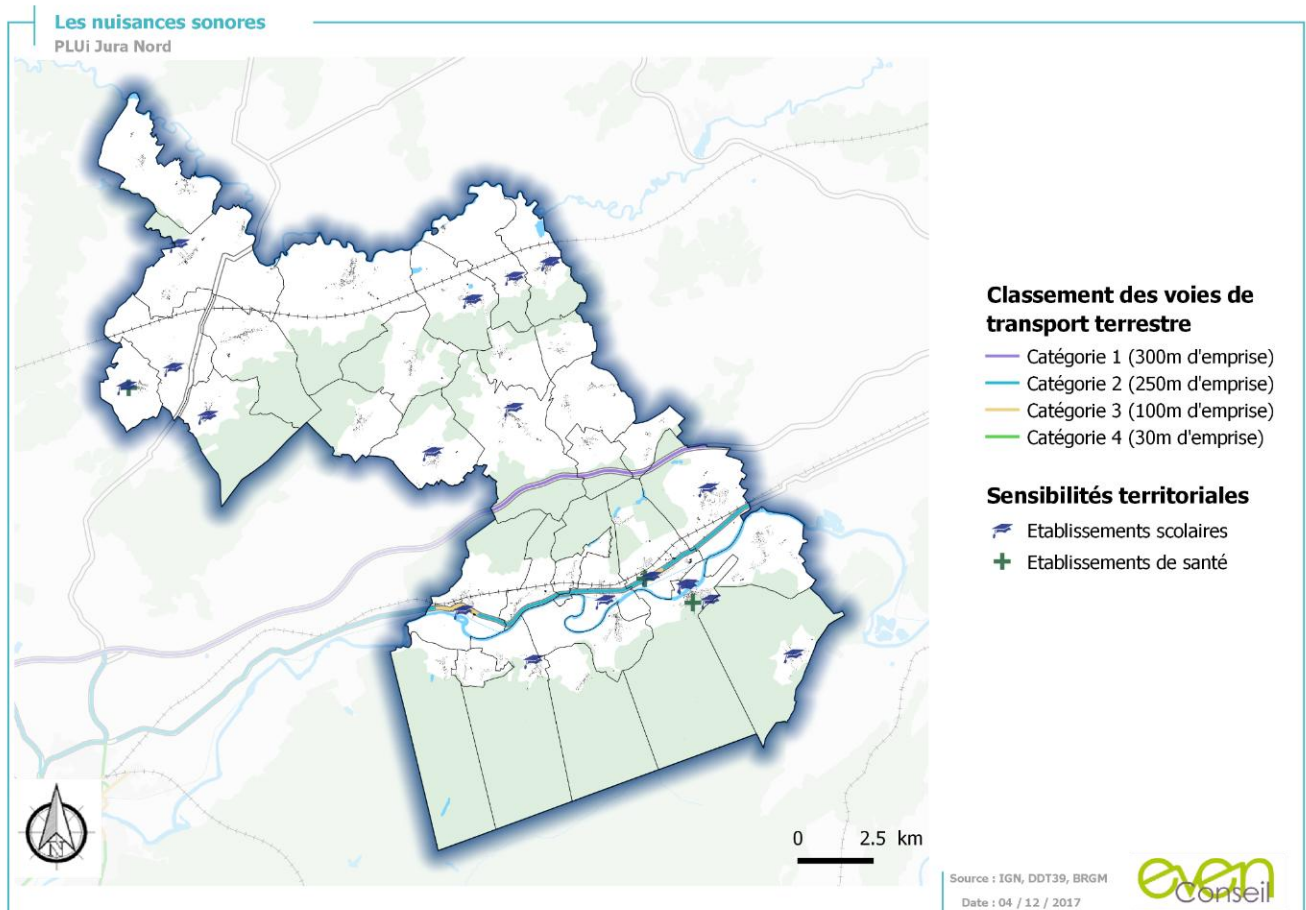 Les nuisances sonores
PLUi Jura Nord
Classement des voies de
transport terrestre
Catégorie 1 (300m d'emprise)
Catégorie 2 (250m d'emprise)
Catégorie 3 (100m d'emprise)
Catégorie 4 (30m d'emprise)
Sensibilités territoriales
Etablissements scolaires
Etablissements de santé
N
0 2.5 km
Source : IGN, DDT39, BRGM
Date : 04 / 12 / 2017
even
Conseil